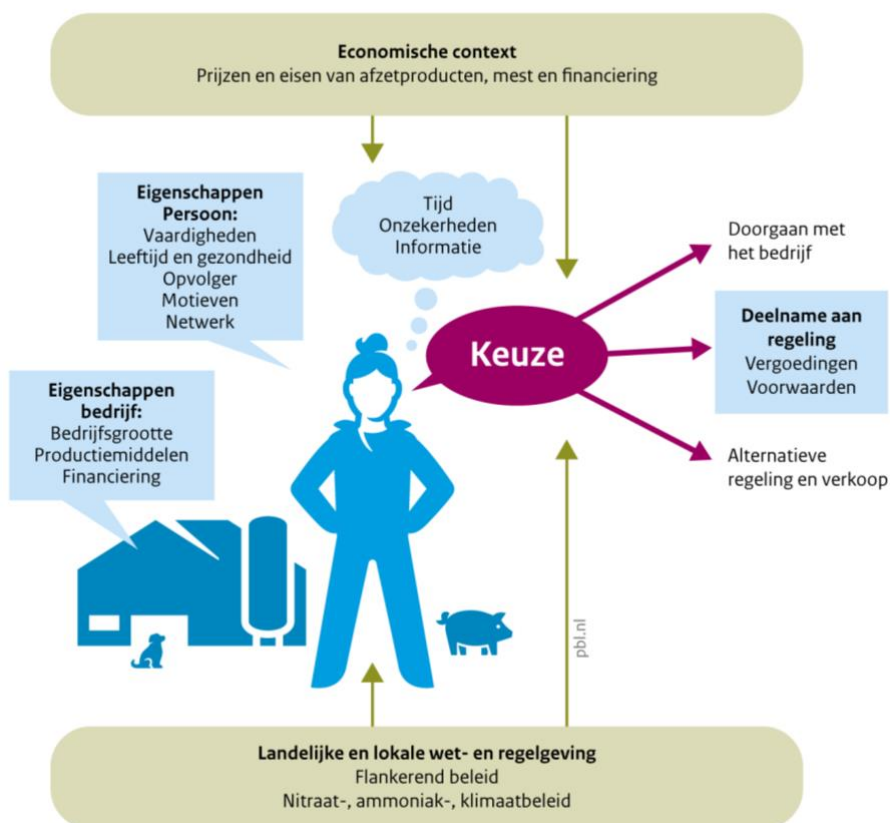 Economische context
Prijzen en eisen van afzetproducten, mest en financiering
Eigenschappen
Persoon:
Vaardigheden
Leeftijd en gezondheid
Opvolger
Motieven
Netwerk
Tijd
Onzekerheden
Informatie
Eigenschappen
bedrijf:
Bedrijfsgrootte
Productiemiddelen
Financiering
Keuze
Doorgaan met
het bedrijf
Deelname aan
regeling
Vergoedingen
Voorwaarden
Alternatieve
regeling en verkoop
pbl.nl
Landelijke en lokale wet- en regelgeving
Flankerend beleid
Nitraat-, ammoniak-, klimaatbeleid